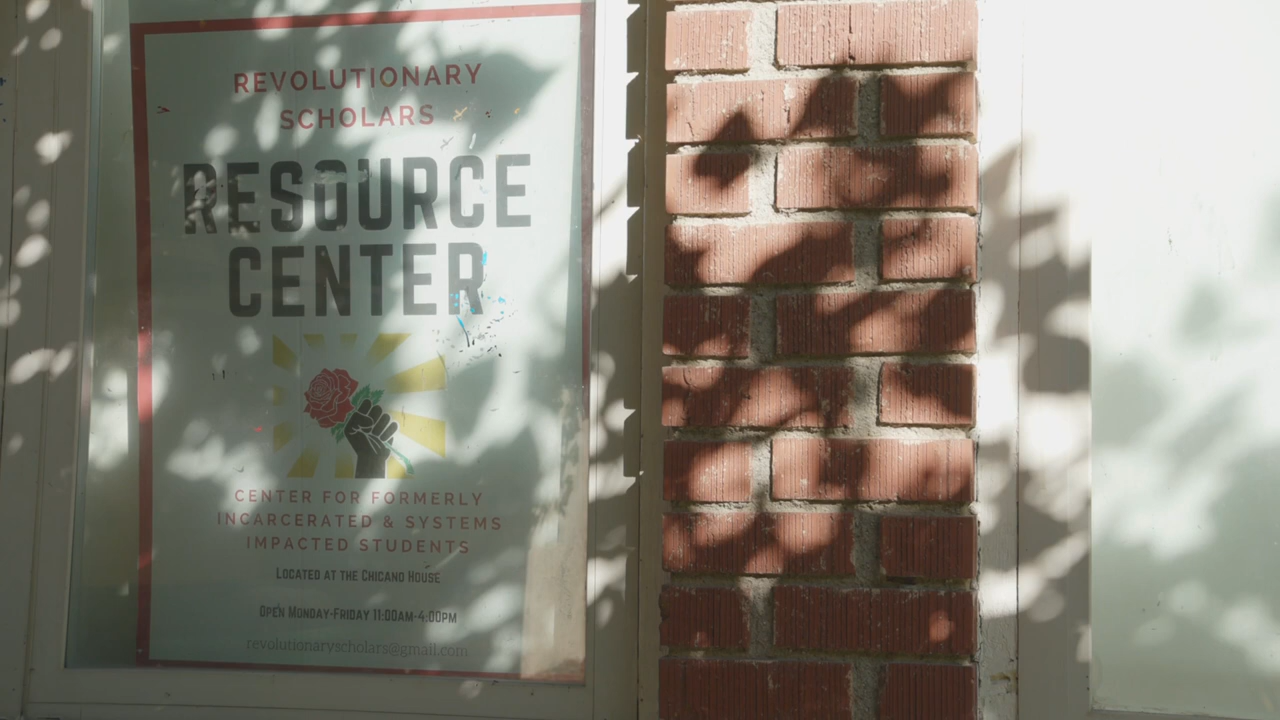 REVOLUTIONARY
SCHOLARS
RESOURCE
CENTER
CENTER FOR FORMERLY
INCARCERATED & SYSTEMS
IMPACTED STUDENTS
LOCATED AT THE CHICANO HOUSE
OPEN MONDAY-FRIDAY 11:00AM-4:00PM
revolutionaryscholars@gmail.com